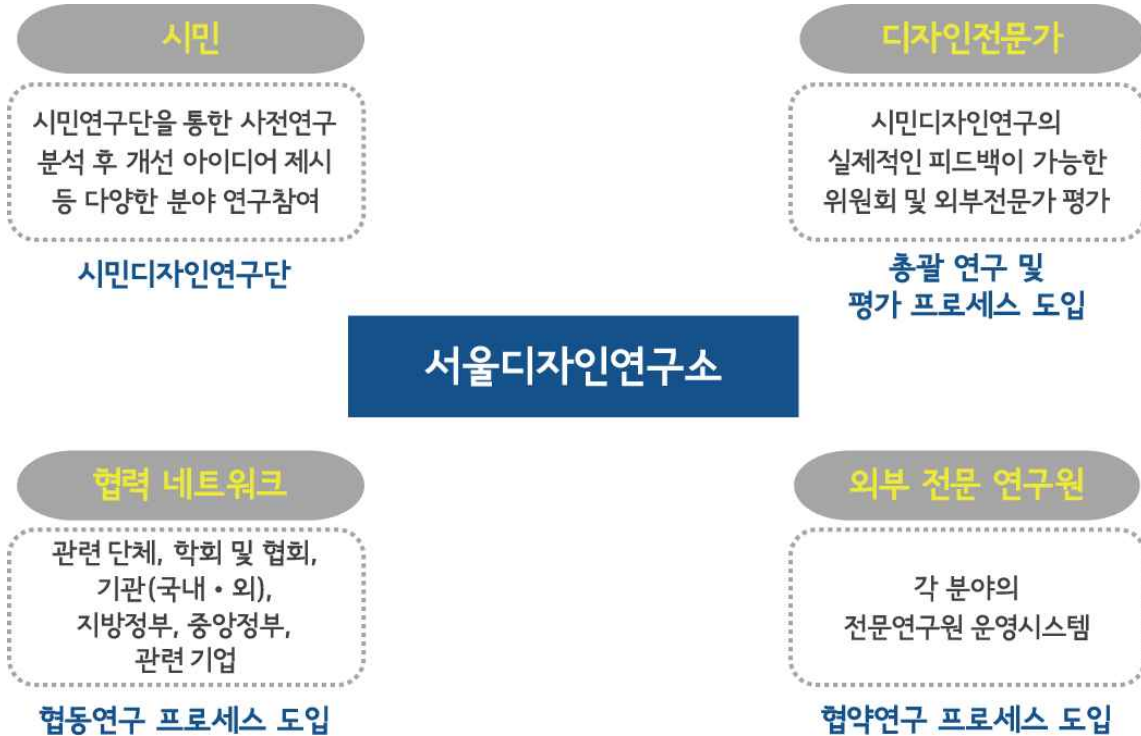 시민
시민연구단을 통한 사전연구
분석 후 개선 아이디어 제시
등 다양한 분야 연구참여
시민디자인연구단
디자인전문가
시민디자인연구의
실제적인 피드백이 가능한
위원회 및 외부전문가 평가
총괄 연구 및
평가 프로세스 도입
서울디자인연구소
협력 네트워크
관련 단체, 학회 및 협회,
기관(국내・외),
지방정부, 중앙정부,
관련 기업
협동연구 프로세스 도입
외부 전문 연구원
각 분야의
전문연구원 운영시스템
협약연구 프로세스 도입